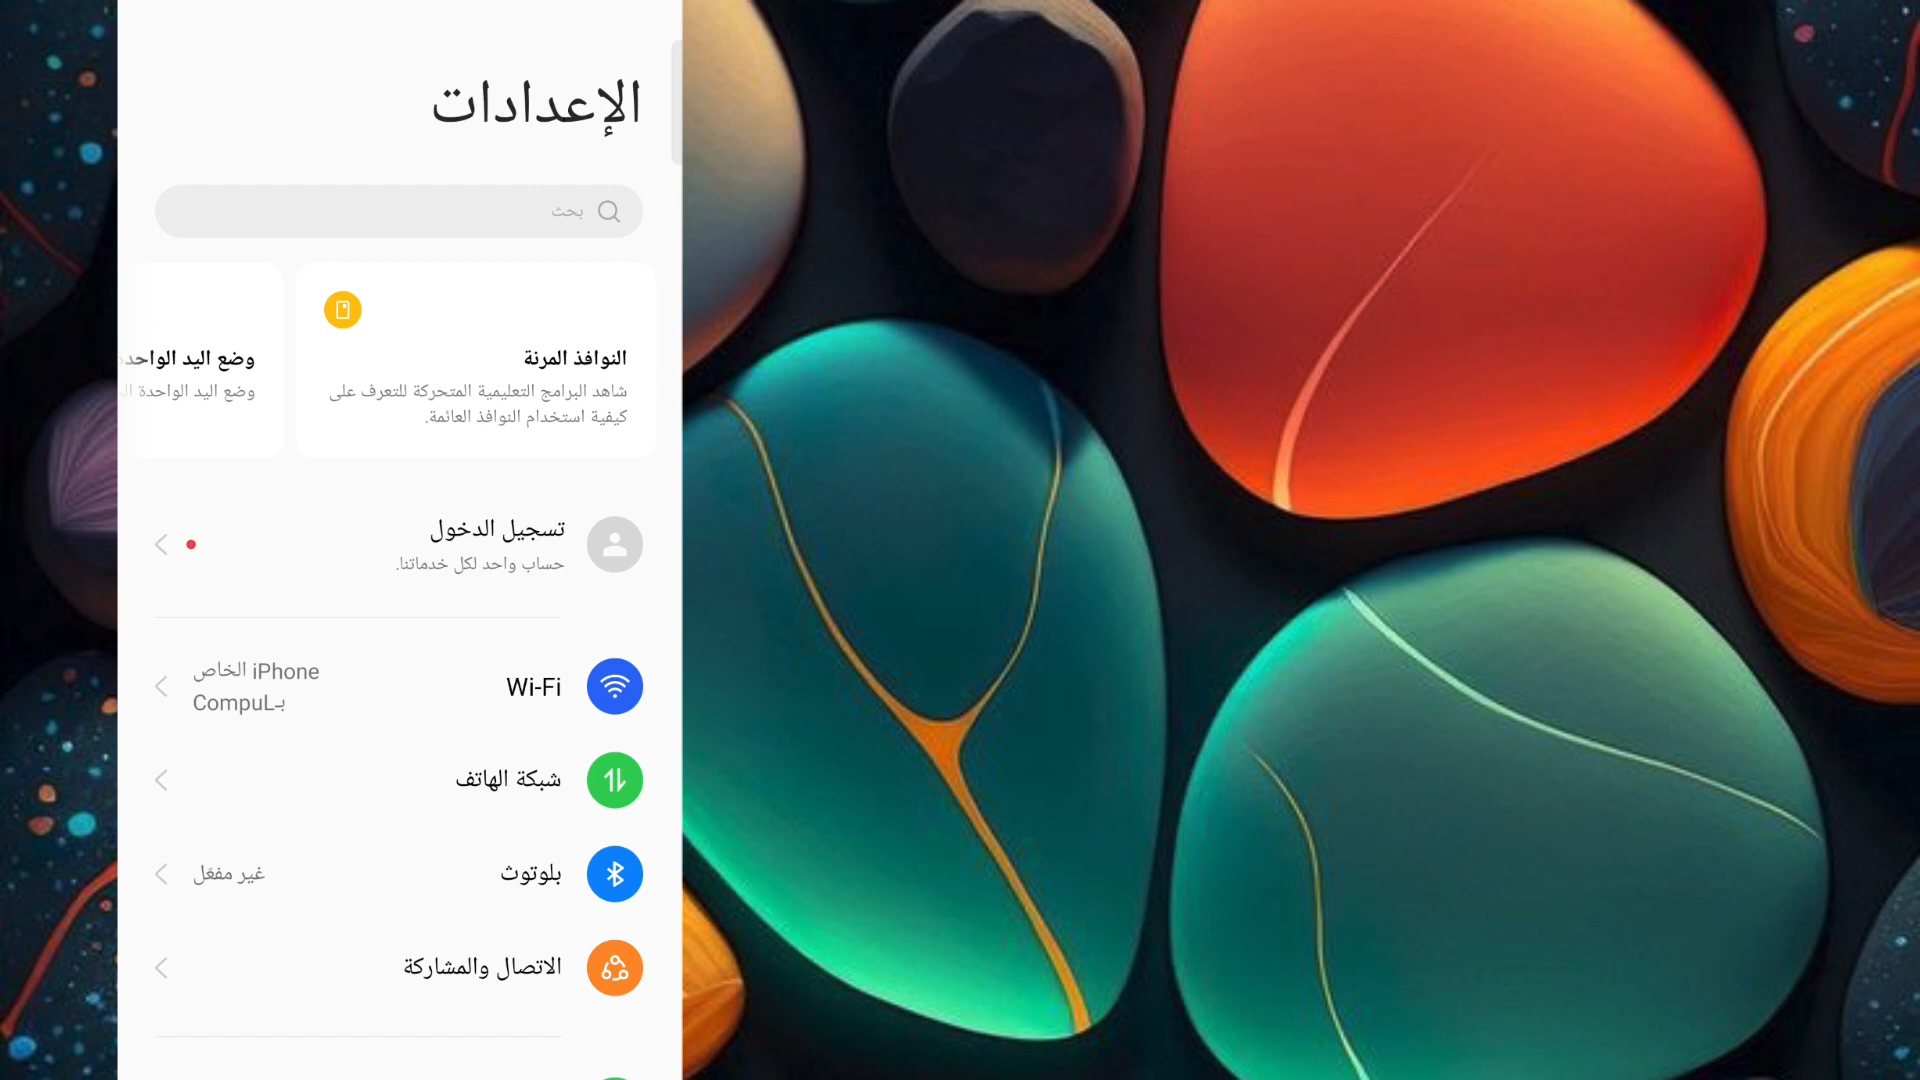 الإعدادات
بحث
النوافذ المرنة
شاهد البرامج التعليمية المتحركة للتعرف على
كيفية استخدام النوافذ العائمة.
وضع اليد الواحدة
وضع اليد الواحدة
تسجيل الدخول
حساب واحد لكل خدماتنا.
Wi-Fi
iPhone الخاص
بـCompuL
شبكة الهاتف
بلوتوث
غير مفعّل
الاتصال والمشاركة